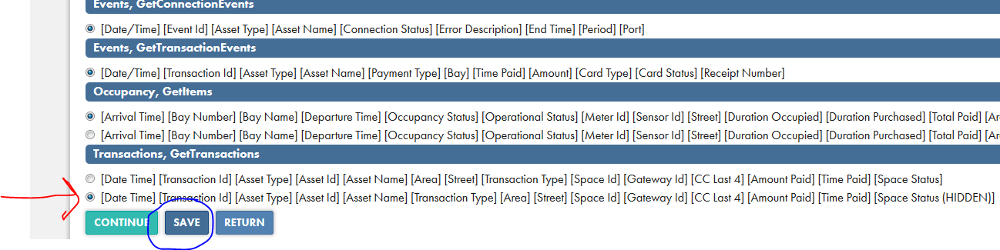 Events, GetConnectionEvents
[Date/Time] [Event Id] [Asset Type] [Asset Name] [Connection Status] [Error Description] [End Time] [Period] [Port]
Events, GetTransactionEvents
[Date/Time] [Transaction Id] [Asset Type] [Asset Name] [Payment Type] [Bay] [Time Paid] [Amount] [Card Type] [Card Status] [Receipt Number]
Occupancy, GetItems
[Arrival Time] [Bay Number] [Bay Name] [Departure Time] [Occupancy Status] [Operational Status] [Meter Id] [Sensor Id] [Street] [Duration Occupied] [Duration Purchased] [Total Paid] [Ar
[Arrival Time] [Bay Number] [Bay Name] [Departure Time] [Occupancy Status] [Operational Status] [Meter Id] [Sensor Id] [Street] [Duration Occupied] [Duration Purchased] [Total Paid] [Ar
Transactions, GetTransactions
[Date Time] [Transaction Id] [Asset Type] [Asset Id] [Asset Name] [Area] [Street] [Transaction Type] [Space Id] [Gateway Id] [CC Last 4] [Amount Paid] [Time Paid] [Space Status]
[Date Time] [Transaction Id] [Asset Type] [Asset Id] [Asset Name] [Transaction Type] [Area] [Street] [Space Id] [Gateway Id] [CC Last 4] [Amount Paid] [Time Paid] [Space Status (HIDDEN)]
CONTINUE SAVE RETURN